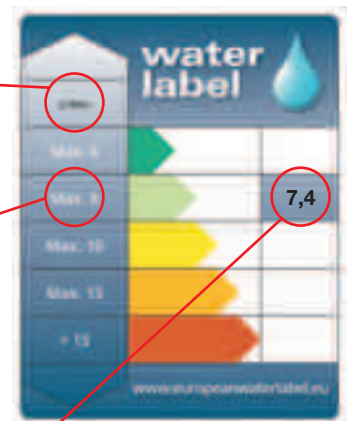 water
label
Max. 6
Max. 8
7,4
Max. 10
Max. 13
> 13
www.europeanwaterlabel.eu